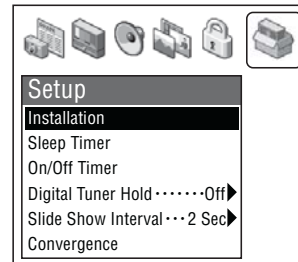 Setup
Installation
Sleep Timer
On/Off Timer
Digital Tuner Hold ·······Off
Slide Show Interval ···2 Sec
Convergence